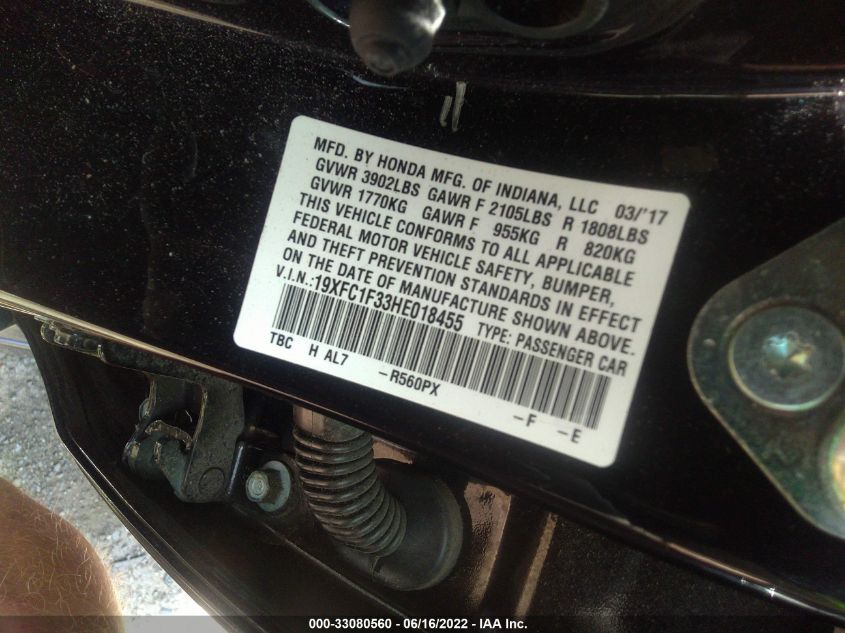 MFD. BY HONDA MFG. OF INDIANA, LLC 03/'17
GVWR 3902LBS GAWR F 2105LBS R 1808LBS
GVWR 1770KG GAWR F 955KG R 820KG
THIS VEHICLE CONFORMS TO ALL APPLICABLE
FEDERAL MOTOR VEHICLE SAFETY, BUMPER,
AND THEFT PREVENTION STANDARDS IN EFFECT
ON THE DATE OF MANUFACTURE SHOWN ABOVE.
V.I.N.:19XFC1F33HE018455 TYPE: PASSENGER CAR
TBC H AL7 -R560PX -F -E
000-33080560 - 06/16/2022 - IAA Inc.